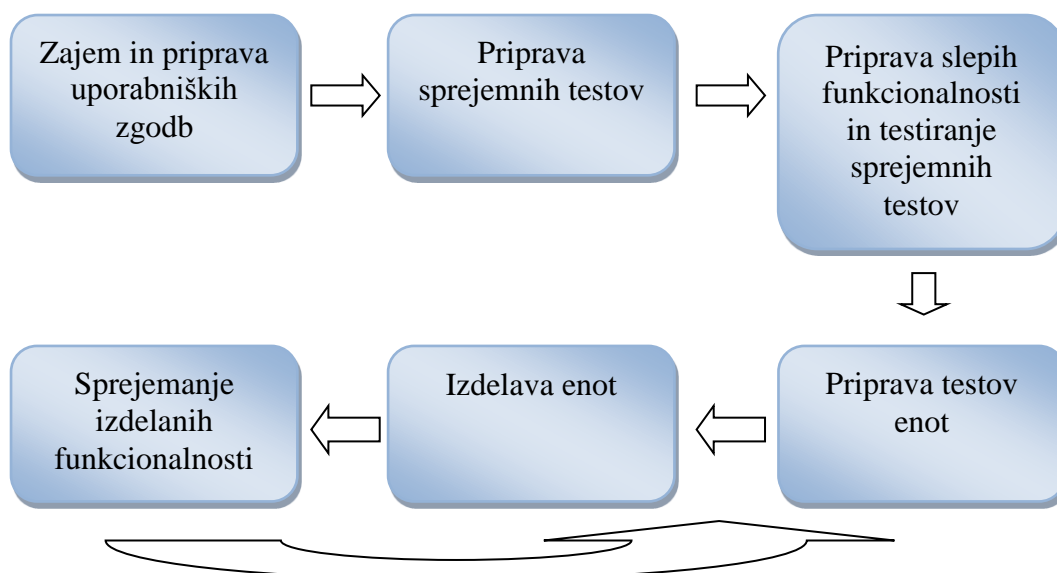 Zajem in priprava
uporabniških
zgodb
Priprava
sprejemnih testov
Priprava slepih
funkcionalnosti
in testiranje
sprejemnih
testov
Sprejemanje
izdelanih
funkcionalnosti
Izdelava enot
Priprava testov
enot